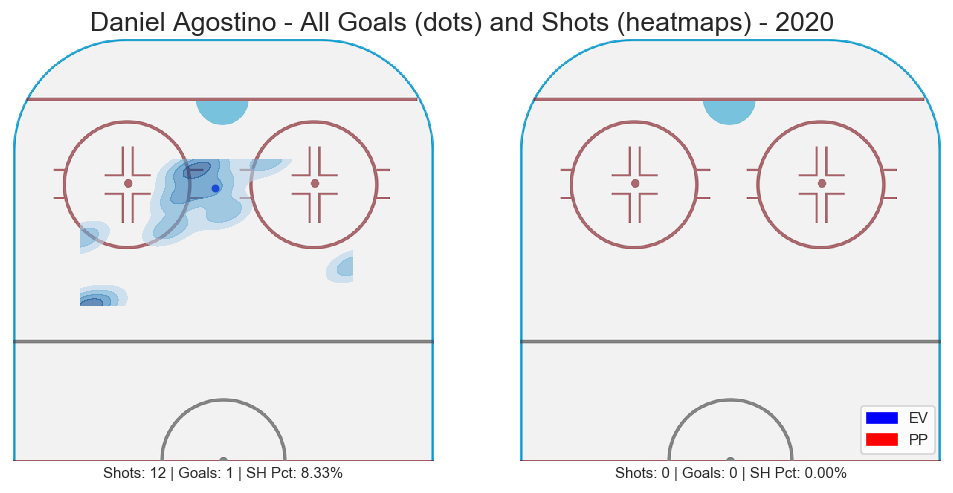 Daniel Agostino - All Goals (dots) and Shots (heatmaps) - 2020
EV
PP
Shots: 12 | Goals: 1 | SH Pct: 8.33%
Shots: 0 | Goals: 0 | SH Pct: 0.00%